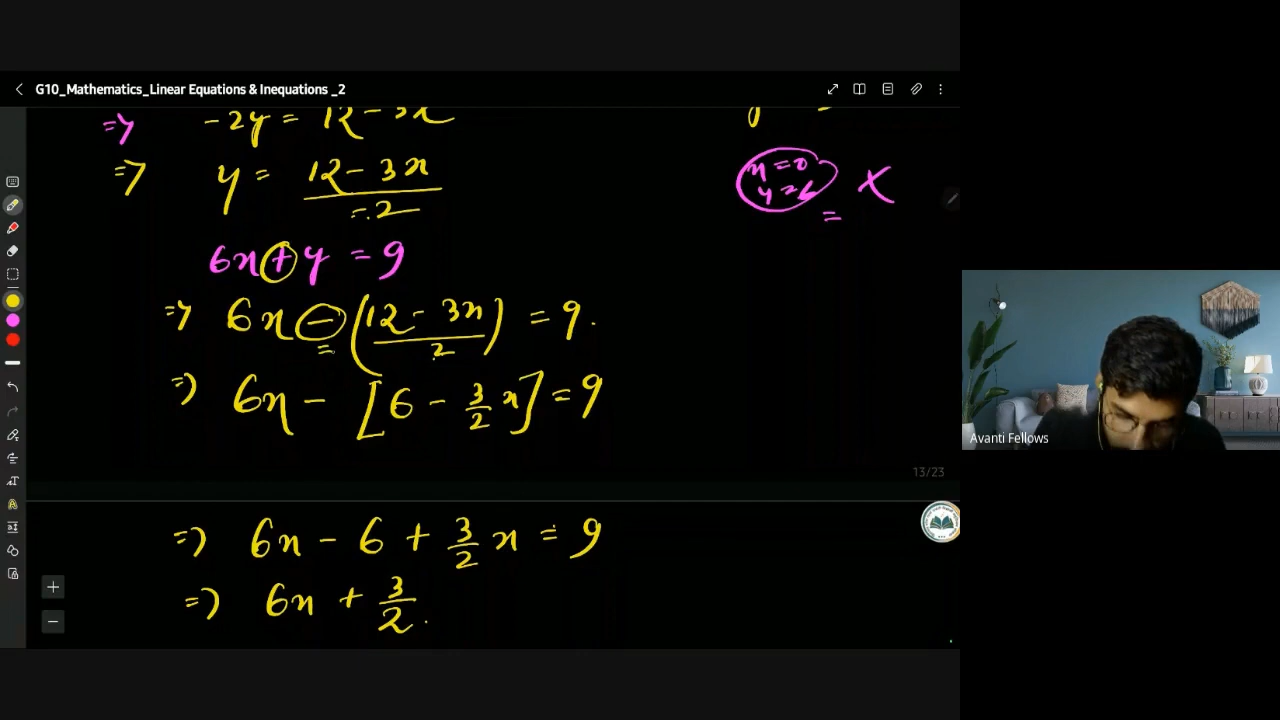 G10_Mathematics_Linear Equations & Inequations _2
=> -2y = 12 - 3x
=> y = 12 - 3x / -2
x = 0
y = 6
= X
6x + y = 9
=> 6x - (12 - 3x / 2) = 9.
=> 6x - [6 - 3/2 x] = 9
13/23
=> 6x - 6 + 3/2 x = 9
=> 6x + 3/2.
Avanti Fellows